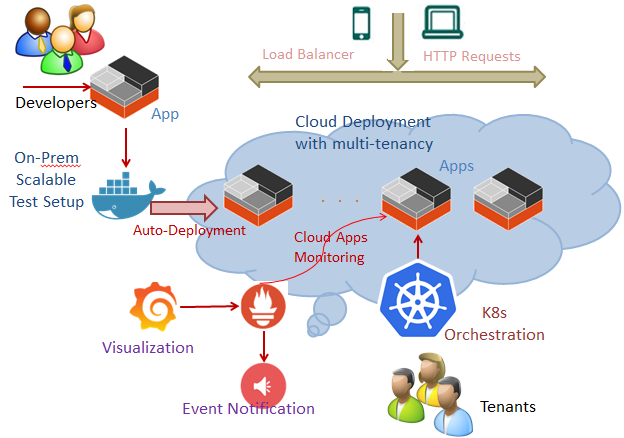 Load Balancer
HTTP Requests
Developers
App
Cloud Deployment
with multi-tenancy
On-Prem
Scalable
Test Setup
Apps
Auto-Deployment
Cloud Apps
Monitoring
K8s
Orchestration
Visualization
Event Notification
Tenants